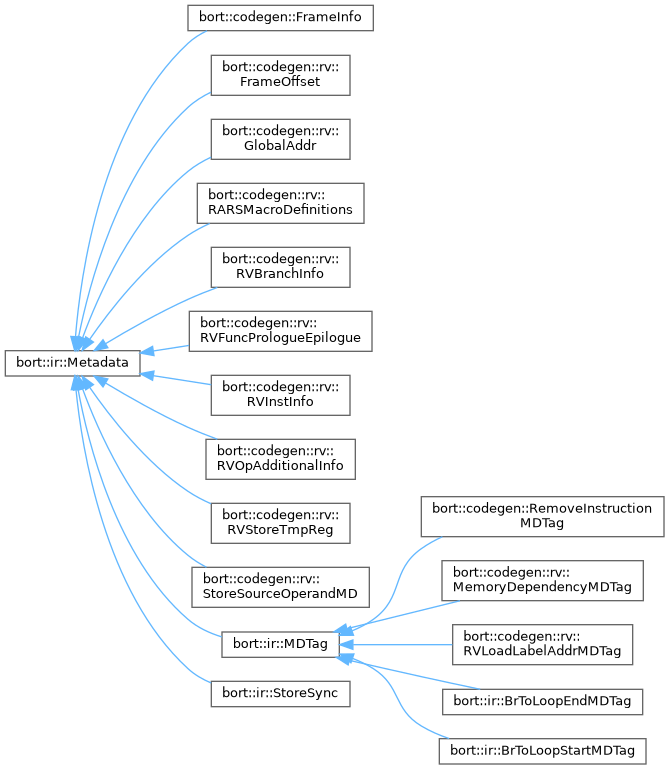 bort::codegen::FrameInfo
bort::codegen::rv::
FrameOffset
bort::codegen::rv::
GlobalAddr
bort::codegen::rv::
RARSMacroDefinitions
bort::codegen::rv::
RVBranchInfo
bort::codegen::rv::
RVFuncPrologueEpilogue
bort::ir::Metadata
bort::codegen::rv::
RVInstInfo
bort::codegen::rv::
RVOpAdditionalInfo
bort::codegen::rv::
RVStoreTmpReg
bort::codegen::rv::
StoreSourceOperandMD
bort::ir::MDTag
bort::ir::StoreSync
bort::codegen::RemoveInstruction
MDTag
bort::codegen::rv::
MemoryDependencyMDTag
bort::codegen::rv::
RVLoadLabelAddrMDTag
bort::ir::BrToLoopEndMDTag
bort::ir::BrToLoopStartMDTag